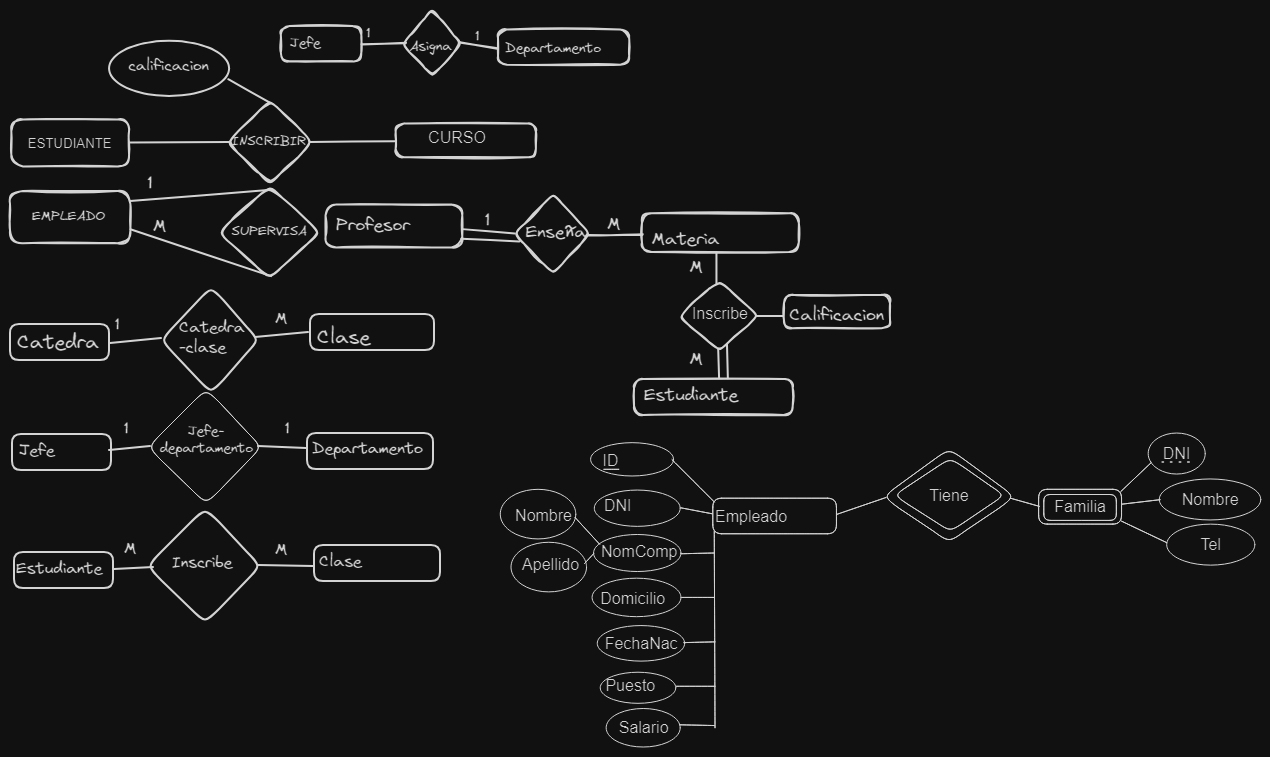 Jefe
1
Asigna
1
Departamento
calificacion
ESTUDIANTE
INSCRIBIR
CURSO
EMPLEADO
1
M
SUPERVISA
Profesor
1
Enseña
M
Materia
M
Inscribe
Calificacion
M
Estudiante
Catedra
1
Catedra
-clase
M
Clase
Jefe
1
Jefe-
departamento
1
Departamento
Estudiante
M
Inscribe
M
Clase
ID
DNI
Nombre
Apellido
NomComp
Domicilio
FechaNac
Puesto
Salario
Empleado
Tiene
Familia
DNI
Nombre
Tel